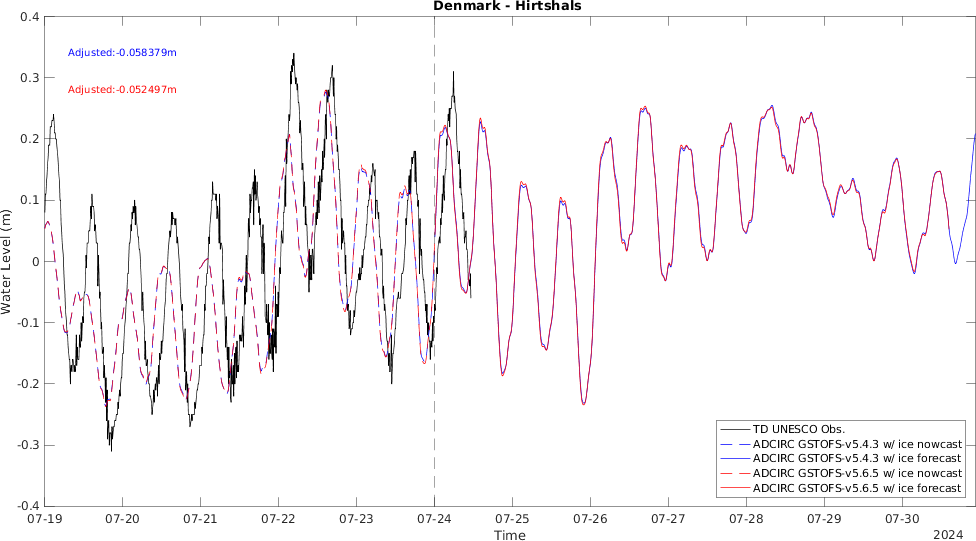 Denmark - Hirtshals
0.4
0.3
0.2
0.1
0
-0.1
-0.2
-0.3
-0.4
Water Level (m)
Adjusted:-0.058379m
Adjusted:-0.052497m
TD UNESCO Obs.
ADCIRC GSTOFS-v5.4.3 w/ ice nowcast
ADCIRC GSTOFS-v5.4.3 w/ ice forecast
ADCIRC GSTOFS-v5.6.5 w/ ice nowcast
ADCIRC GSTOFS-v5.6.5 w/ ice forecast
07-19 07-20 07-21 07-22 07-23 07-24 07-25 07-26 07-27 07-28 07-29 07-30
Time
2024